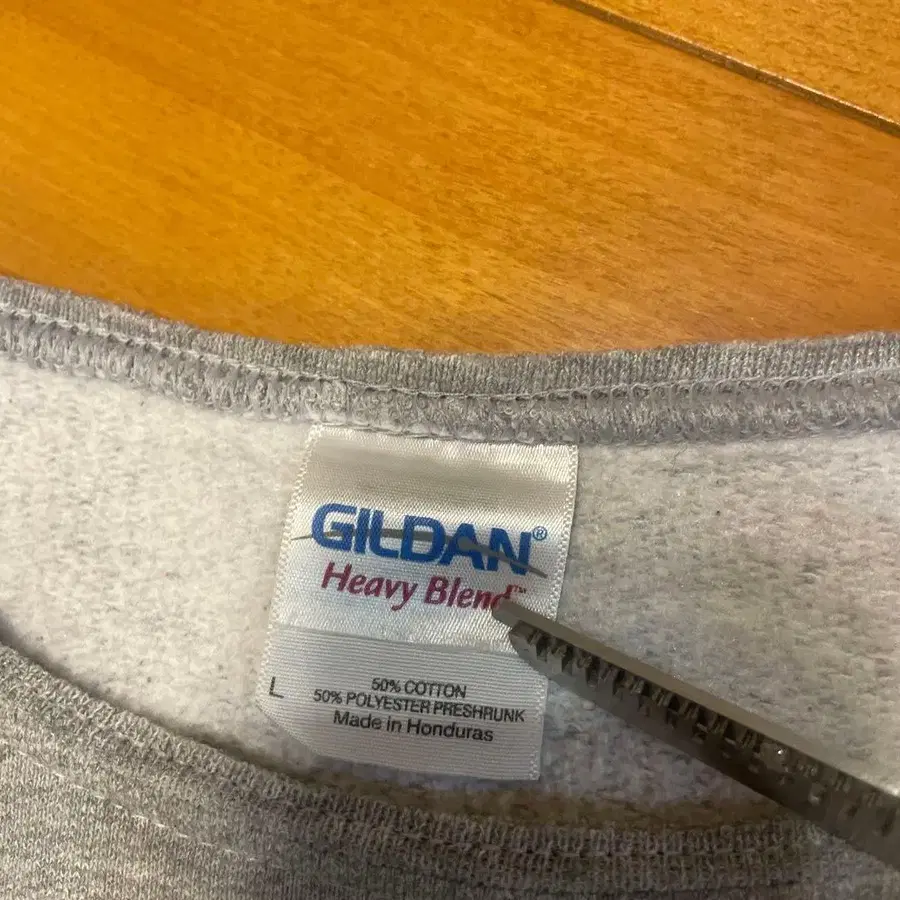 GILDAN®
Heavy Blend™
L
50% COTTON
50% POLYESTER PRESHRUNK
Made in Honduras